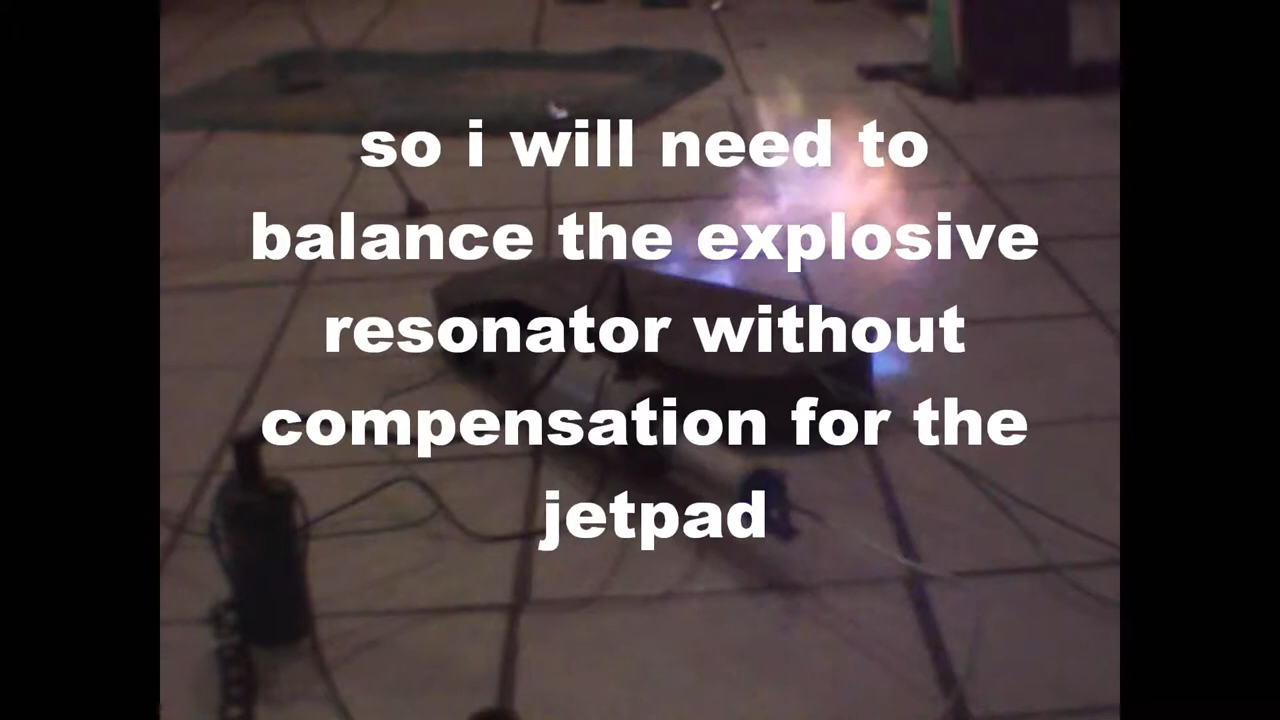 so i will need to
balance the explosive
resonator without
compensation for the
jetpad